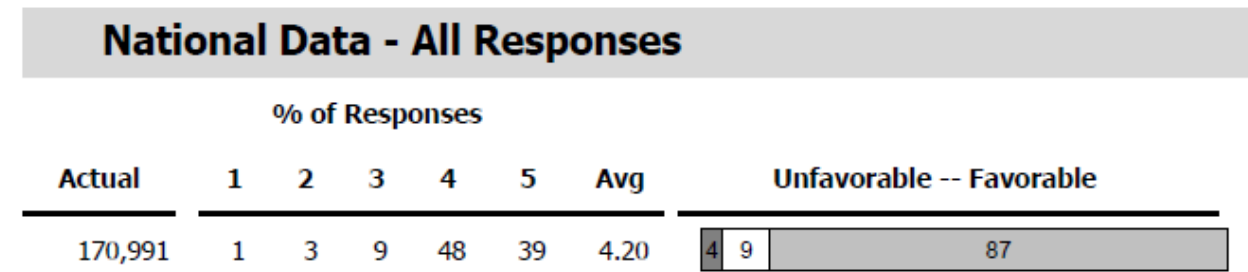 National Data - All Responses
% of Responses
Actual 1 2 3 4 5 Avg Unfavorable -- Favorable
170,991 1 3 9 48 39 4.20 4 9 87